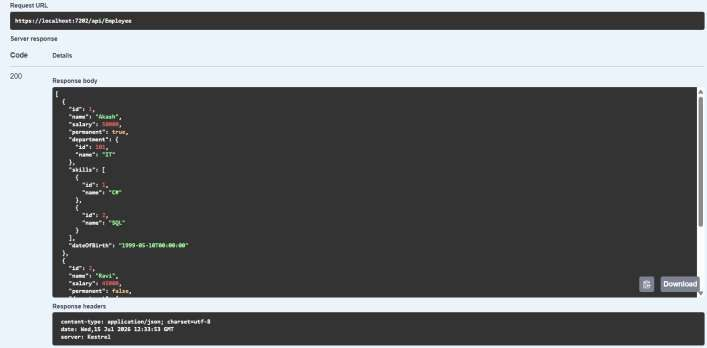 Request URL
https://localhost:7202/api/Employee
Server response
Code Details
200
Response body
[
{
"id": 1,
"name": "Akash",
"salary": 50000,
"permanent": true,
"department": {
"id": 101,
"name": "IT"
},
"skills": [
{
"id": 1,
"name": "C#"
},
{
"id": 2,
"name": "SQL"
}
],
"dateOfBirth": "1999-05-10T00:00:00"
},
{
"id": 2,
"name": "Ravi",
"salary": 45000,
"permanent": false,
Download
Response headers
content-type: application/json; charset=utf-8
date: Wed,15 Jul 2026 12:33:53 GMT
server: Kestrel